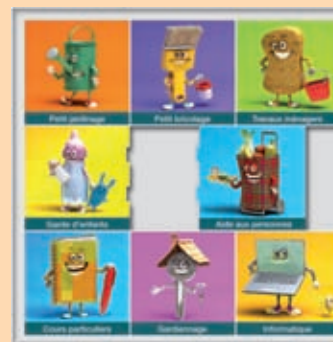 Petit jardinage
Petit bricolage
Travaux ménagers
Garde d'enfants
Aide aux personnes
Cours particuliers
Gardiennage
Informatique